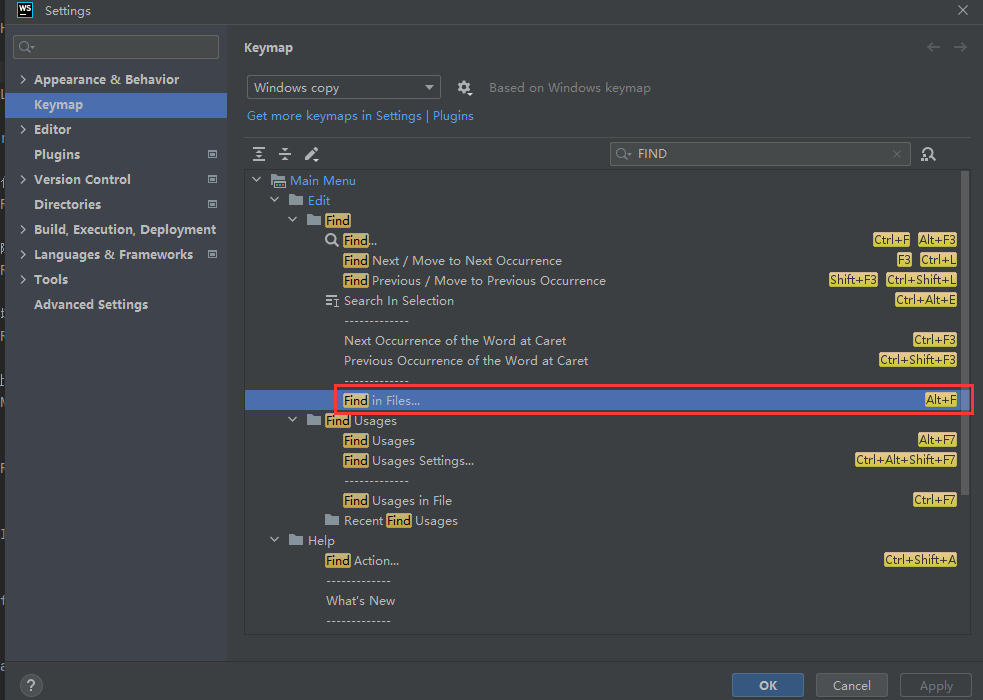 WS Settings
Appearance & Behavior
Keymap
Editor
Plugins
Version Control
Directories
Build, Execution, Deployment
Languages & Frameworks
Tools
Advanced Settings
Keymap
Windows copy Based on Windows keymap
Get more keymaps in Settings | Plugins
FIND
Main Menu
Edit
Find
Find... Ctrl+F Alt+F3
Find Next / Move to Next Occurrence F3 Ctrl+L
Find Previous / Move to Previous Occurrence Shift+F3 Ctrl+Shift+L
Search In Selection Ctrl+Alt+E
-------------
Next Occurrence of the Word at Caret Ctrl+F3
Previous Occurrence of the Word at Caret Ctrl+Shift+F3
-------------
Find in Files... Alt+F
Find Usages
Find Usages Alt+F7
Find Usages Settings... Ctrl+Alt+Shift+F7
-------------
Find Usages in File Ctrl+F7
Recent Find Usages
Help
Find Action... Ctrl+Shift+A
-------------
What's New
-------------
?
OK Cancel Apply